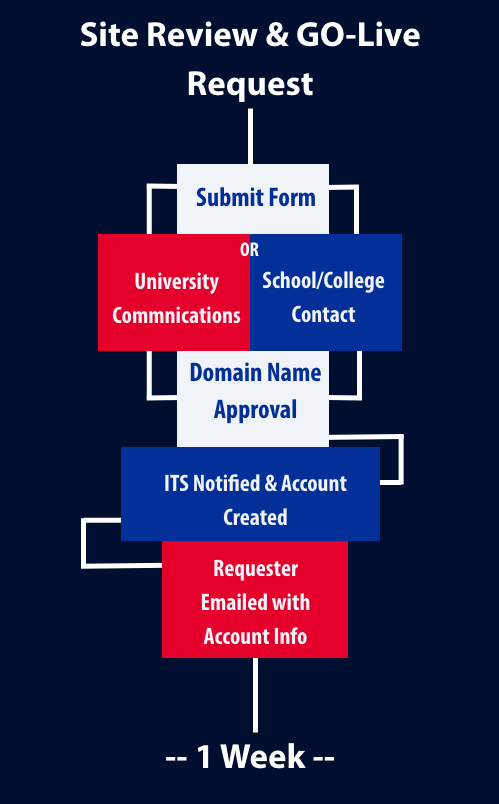 Site Review & GO-Live
Request
Submit Form
OR
University
Commnications
School/College
Contact
Domain Name
Approval
ITS Notified & Account
Created
Requester
Emailed with
Account Info
-- 1 Week --